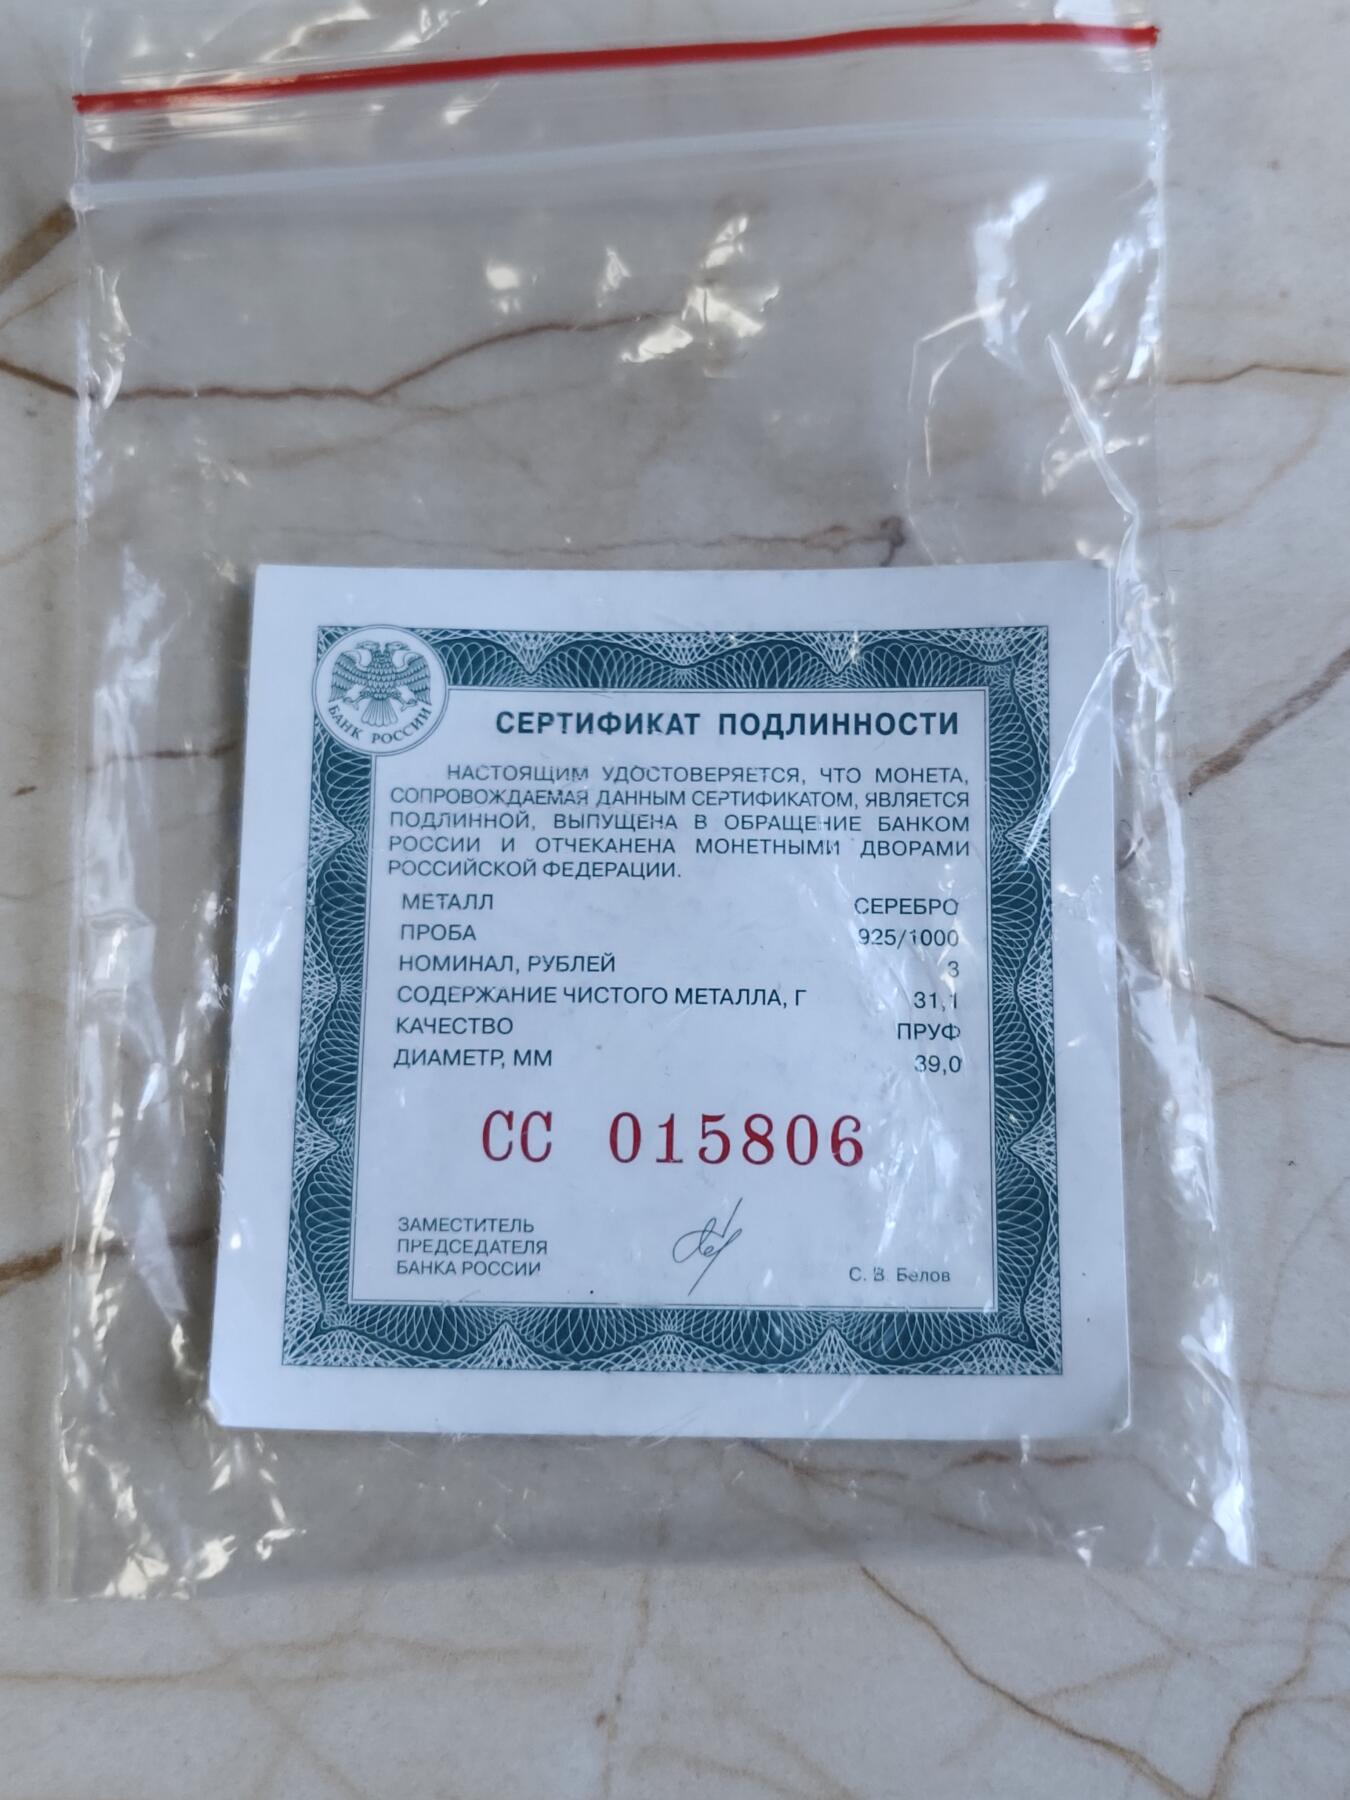 БАНК РОССИИ
СЕРТИФИКАТ ПОДЛИННОСТИ
НАСТОЯЩИМ УДОСТОВЕРЯЕТСЯ, ЧТО МОНЕТА,
СОПРОВОЖДАЕМАЯ ДАННЫМ СЕРТИФИКАТОМ, ЯВЛЯЕТСЯ
ПОДЛИННОЙ, ВЫПУЩЕНА В ОБРАЩЕНИЕ БАНКОМ
РОССИИ И ОТЧЕКАНЕНА МОНЕТНЫМИ ДВОРАМИ
РОССИЙСКОЙ ФЕДЕРАЦИИ.
МЕТАЛЛ СЕРЕБРО
ПРОБА 925/1000
НОМИНАЛ, РУБЛЕЙ 3
СОДЕРЖАНИЕ ЧИСТОГО МЕТАЛЛА, Г 31,1
КАЧЕСТВО ПРУФ
ДИАМЕТР, ММ 39,0
СС 015806
ЗАМЕСТИТЕЛЬ
ПРЕДСЕДАТЕЛЯ
БАНКА РОССИИ С. В. Белов